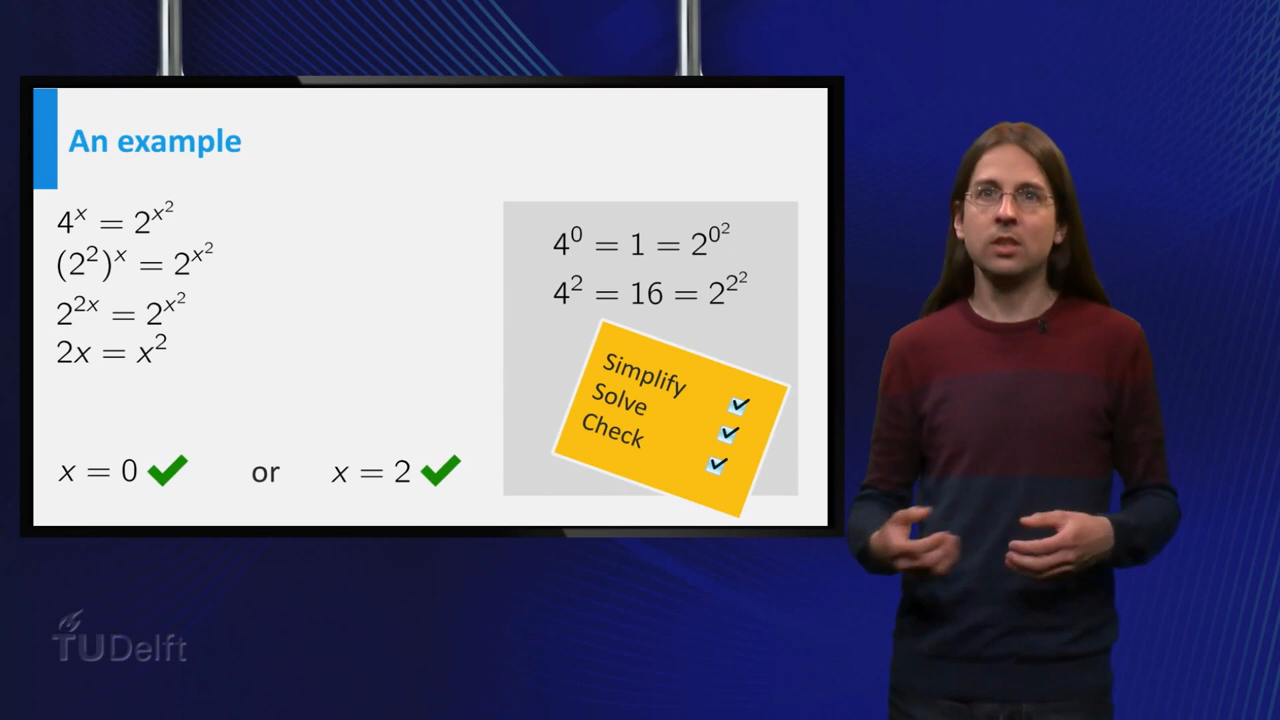 An example
4^x = 2^{x^2}
(2^2)^x = 2^{x^2}
2^{2x} = 2^{x^2}
2x = x^2
x = 0 ✔ or x = 2 ✔
4^0 = 1 = 2^{0^2}
4^2 = 16 = 2^{2^2}
Simplify ✔
Solve ✔
Check ✔
TUDelft